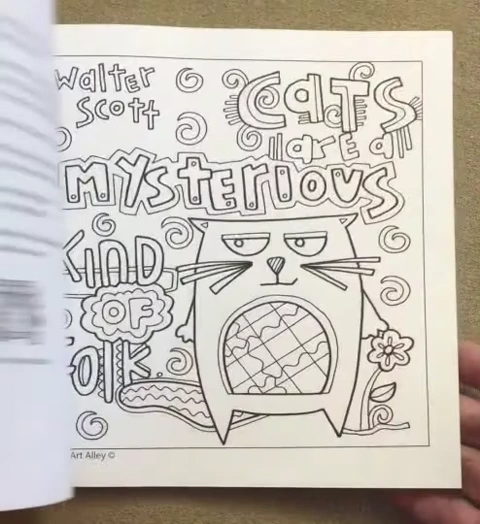 Walter
Scott
Cats
are a
Mysterious
Kind
of
folk.
Art Alley ©